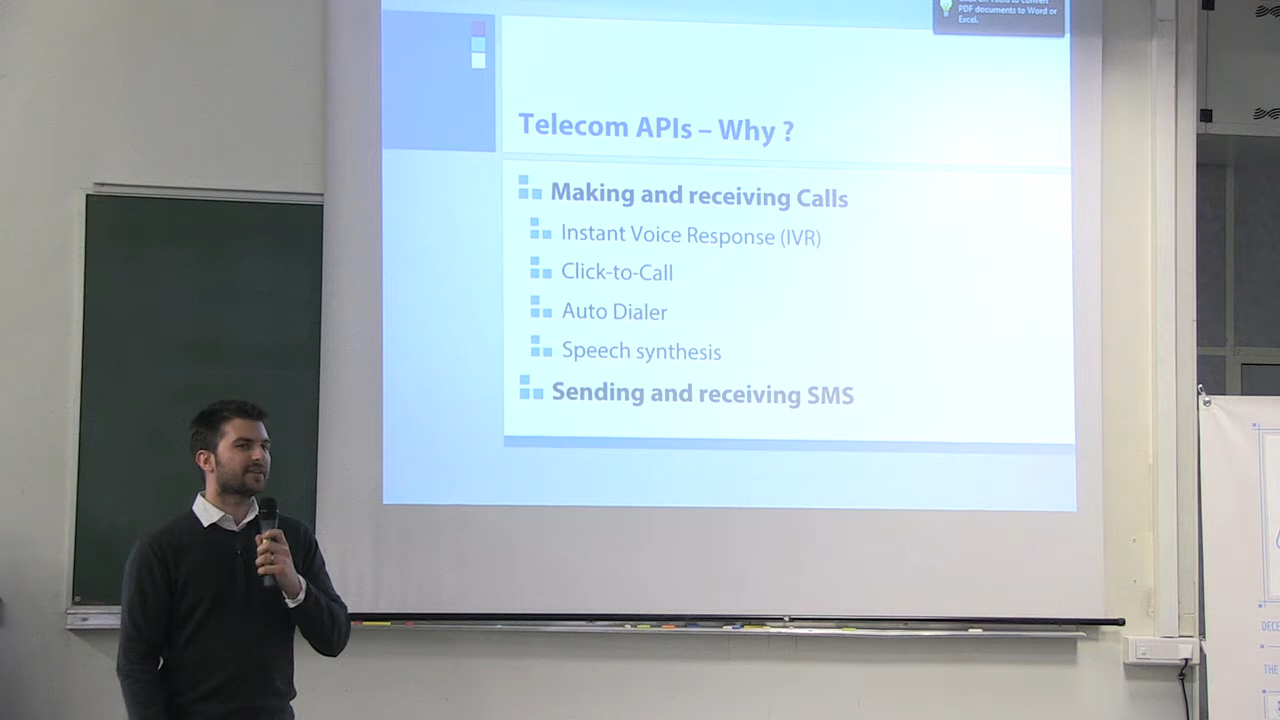 PDF documents to Word or
Excel.
Telecom APIs – Why ?
Making and receiving Calls
Instant Voice Response (IVR)
Click-to-Call
Auto Dialer
Speech synthesis
Sending and receiving SMS
THE